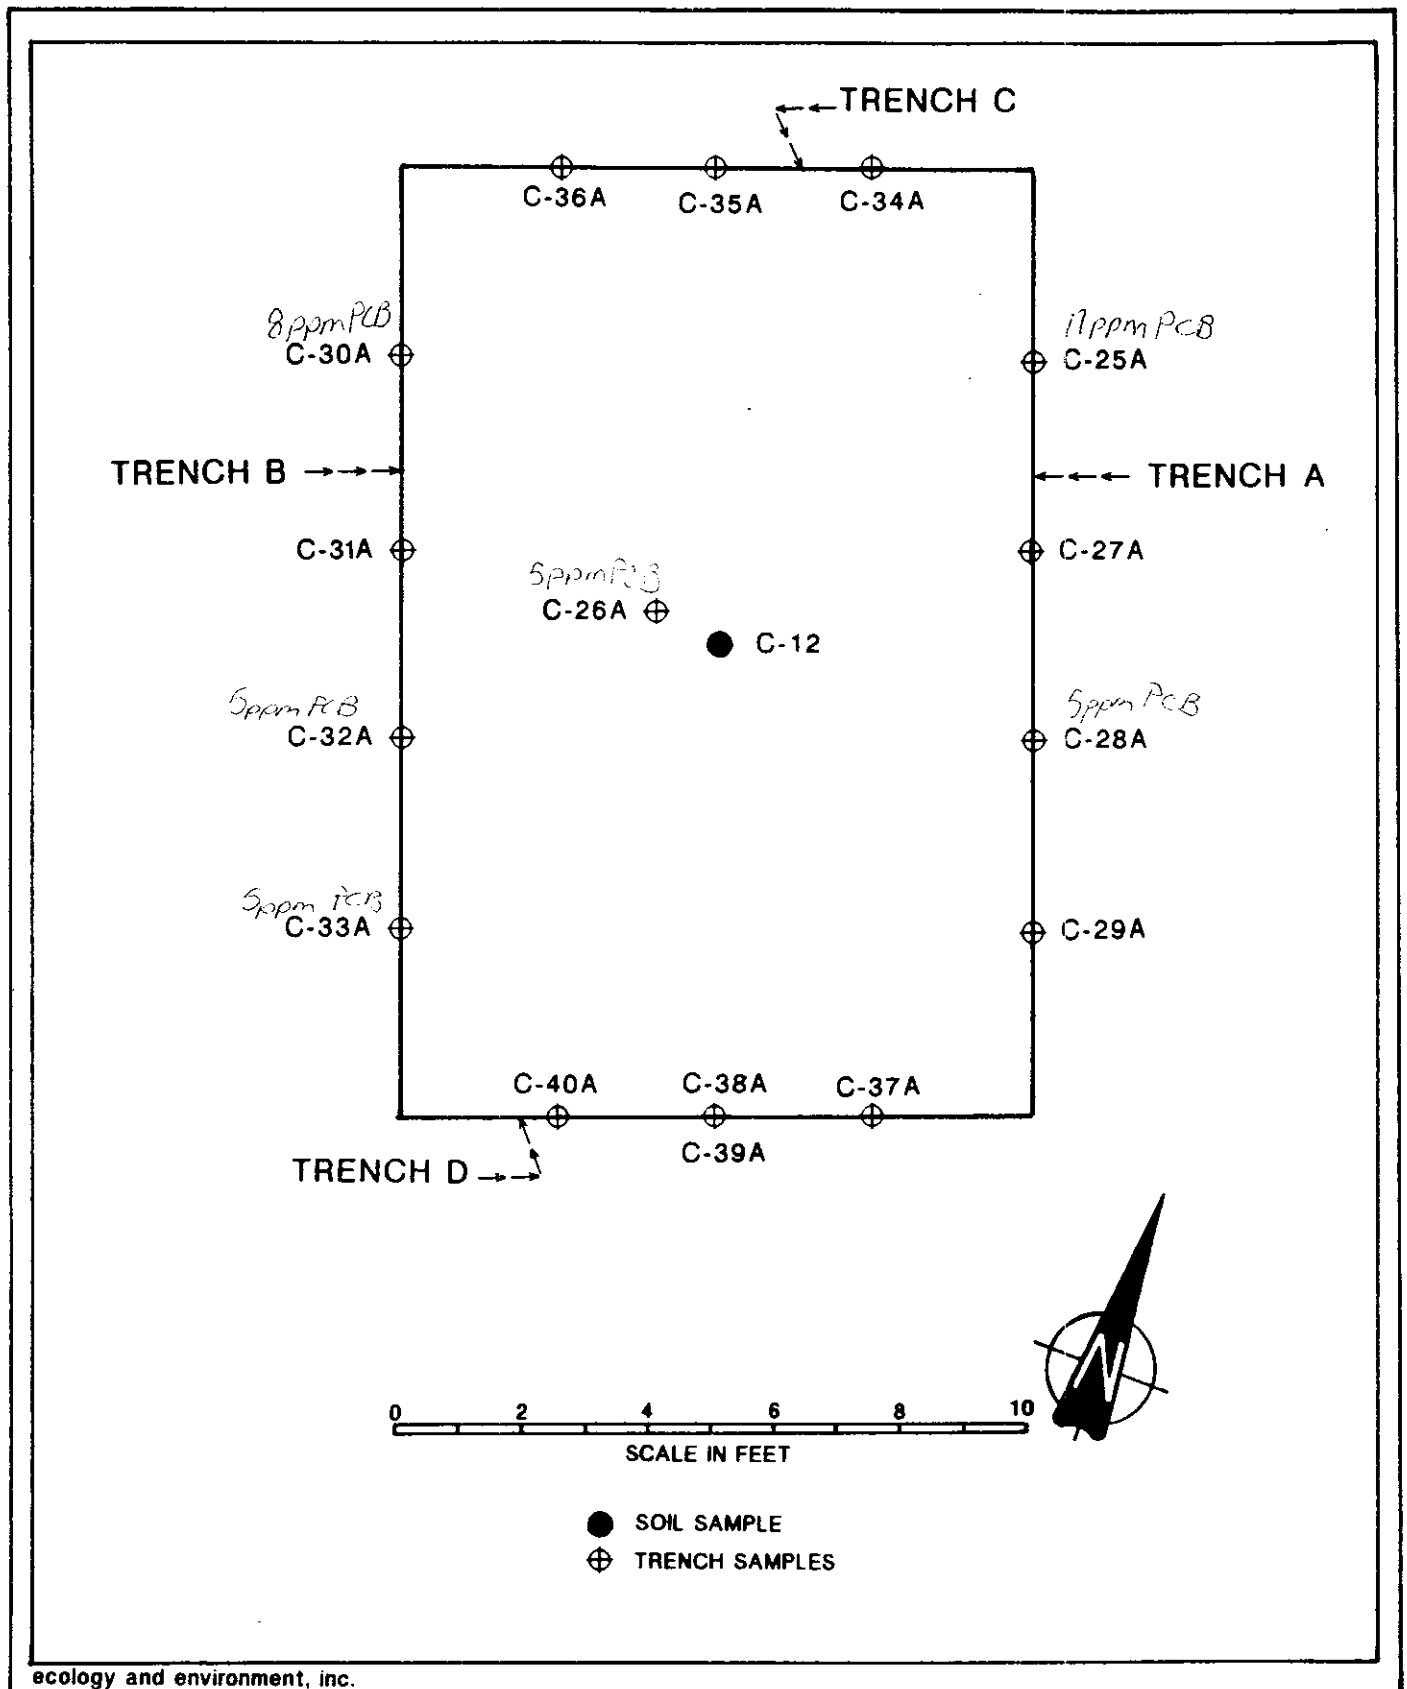 TRENCH C
C-36A
C-35A
C-34A
8ppm PCB
C-30A
17ppm PCB
C-25A
TRENCH B
TRENCH A
C-31A
C-27A
5ppm PCB
C-26A
C-12
5ppm PCB
C-32A
5ppm PCB
C-28A
5ppm PCB
C-33A
C-29A
C-40A
C-38A
C-37A
C-39A
TRENCH D
N
0 2 4 6 8 10
SCALE IN FEET
SOIL SAMPLE
TRENCH SAMPLES
ecology and environment, inc.